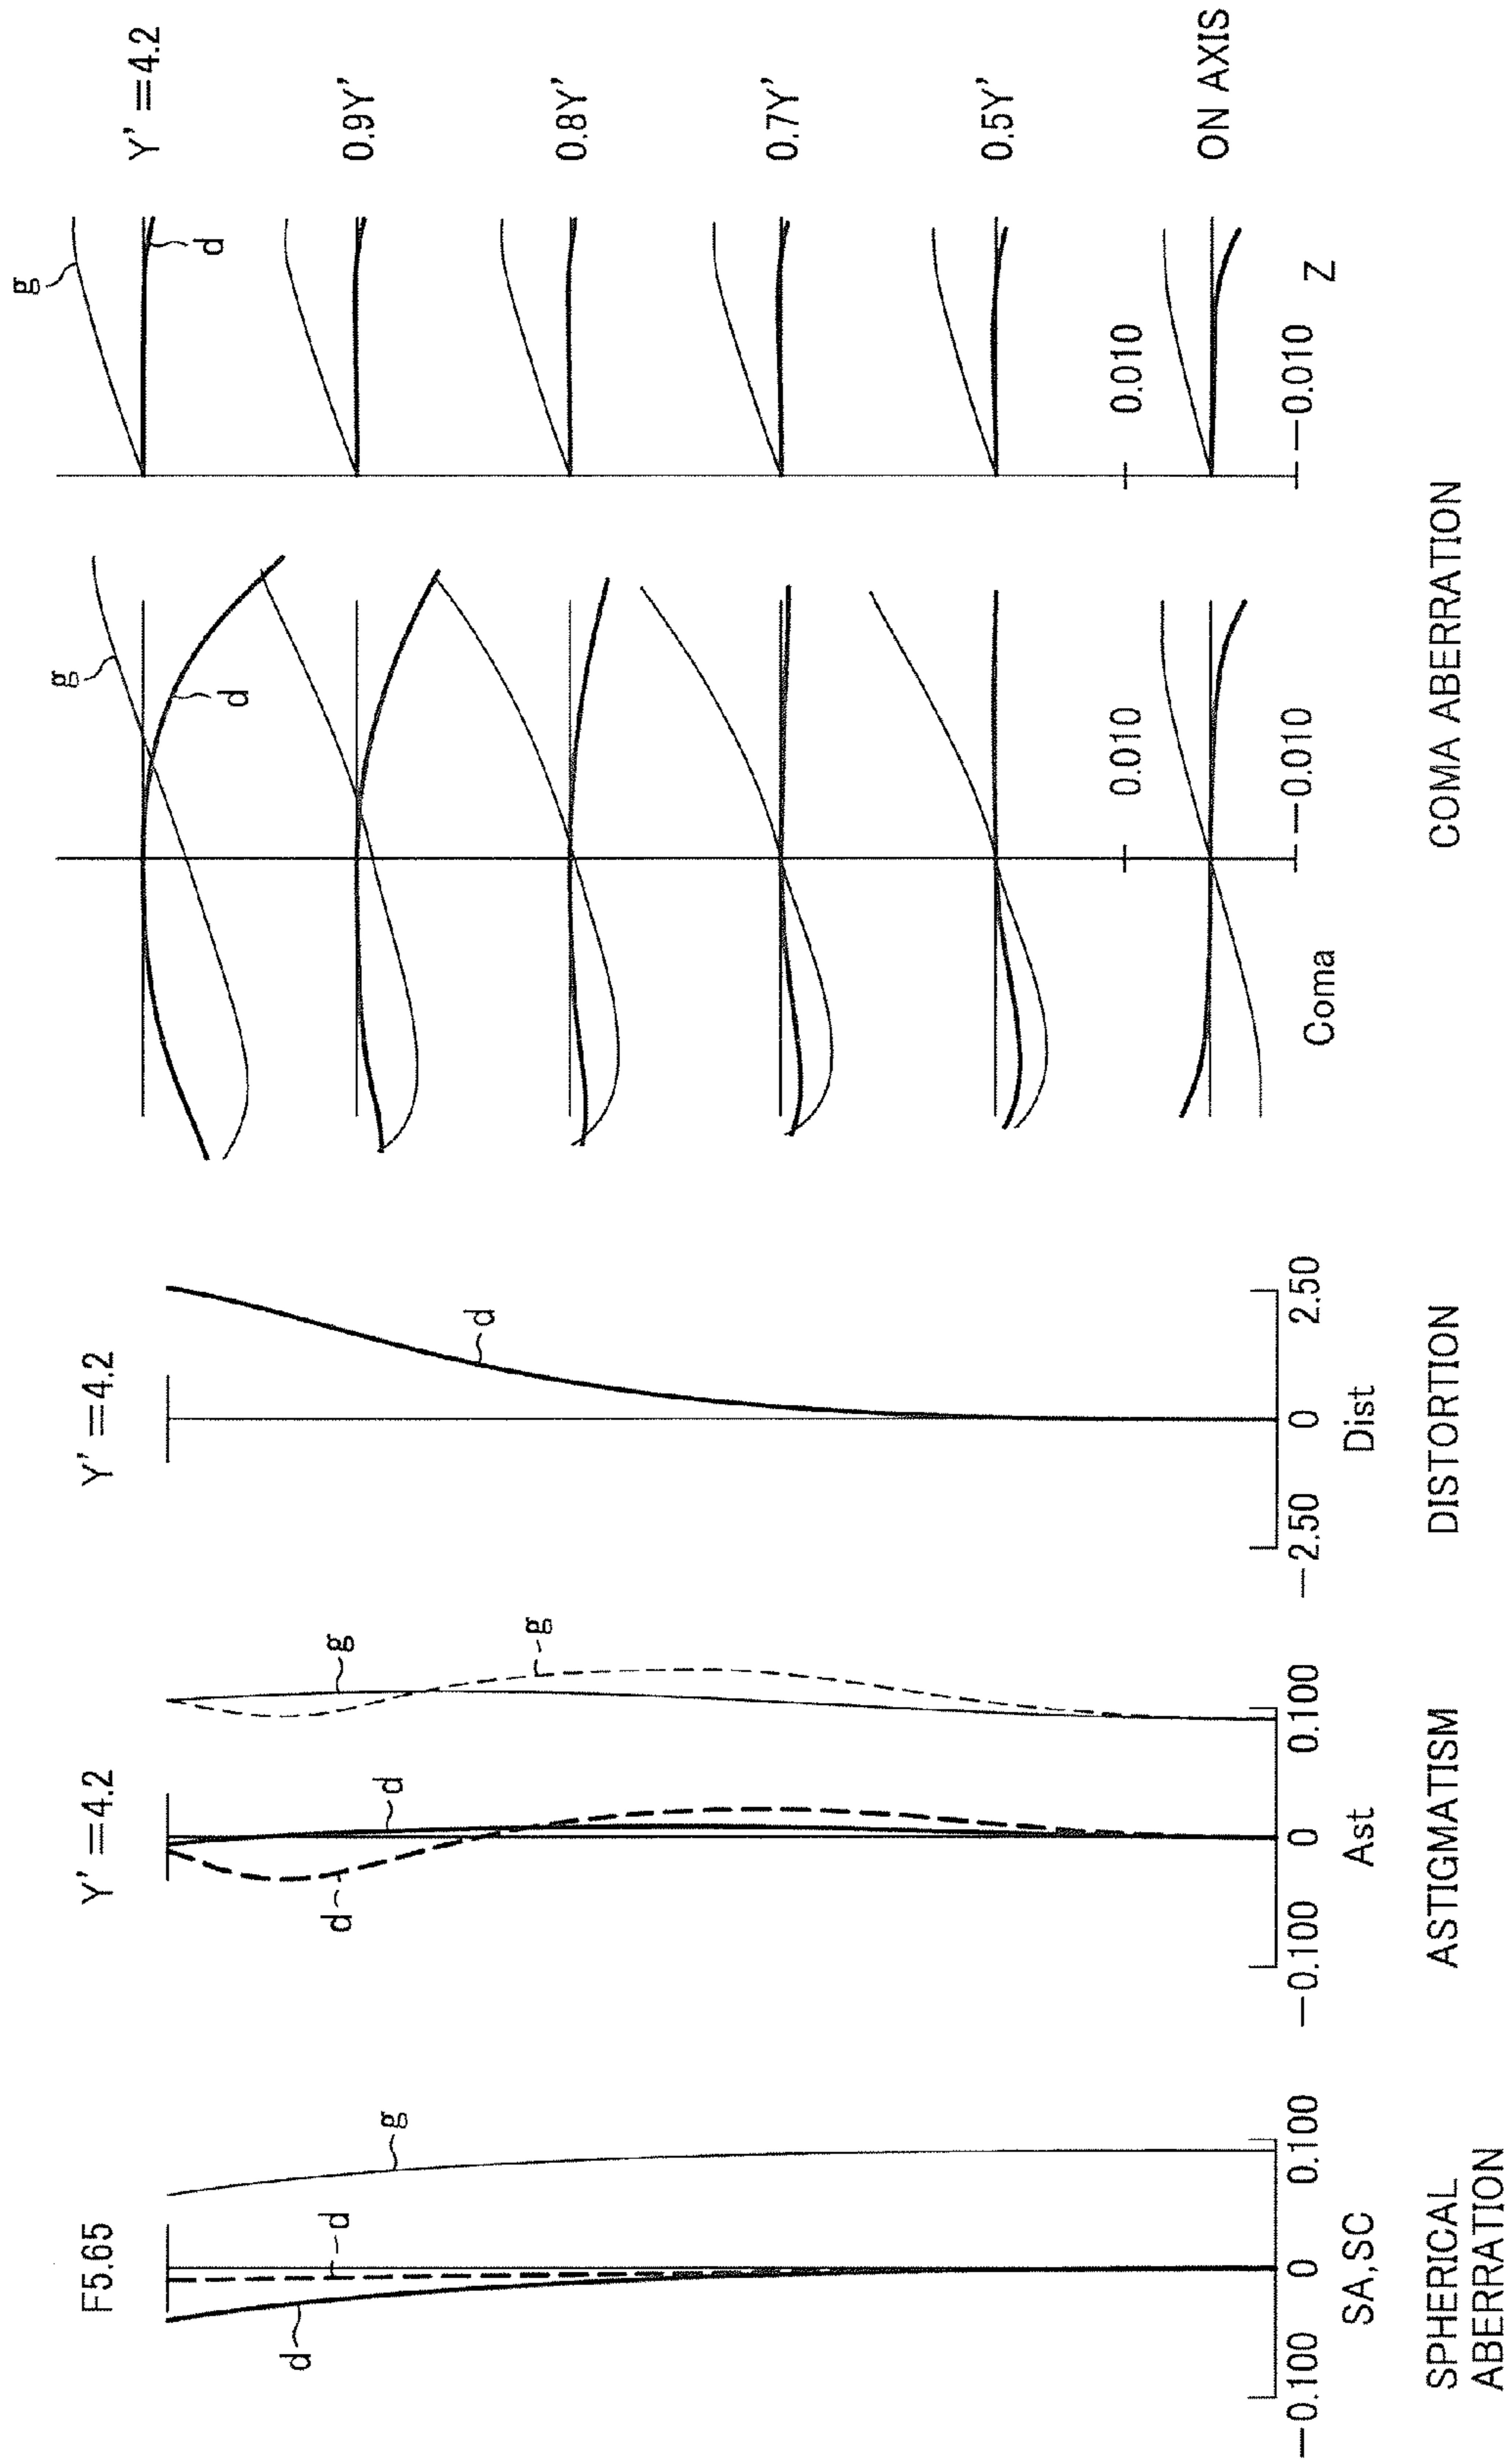 F5.65
g
d
d
−0.100
0
0.100
SA,SC
SPHERICAL
ABERRATION
Y' =4.2
g
g
d
d
−0.100
0
0.100
Ast
ASTIGMATISM
Y' =4.2
d
−2.50
0
2.50
Dist
DISTORTION
g
d
g
d
Y' =4.2
0.9Y'
0.8Y'
0.7Y'
0.5Y'
0.010
0.010
ON AXIS
−0.010
−0.010
Coma
Z
COMA ABERRATION